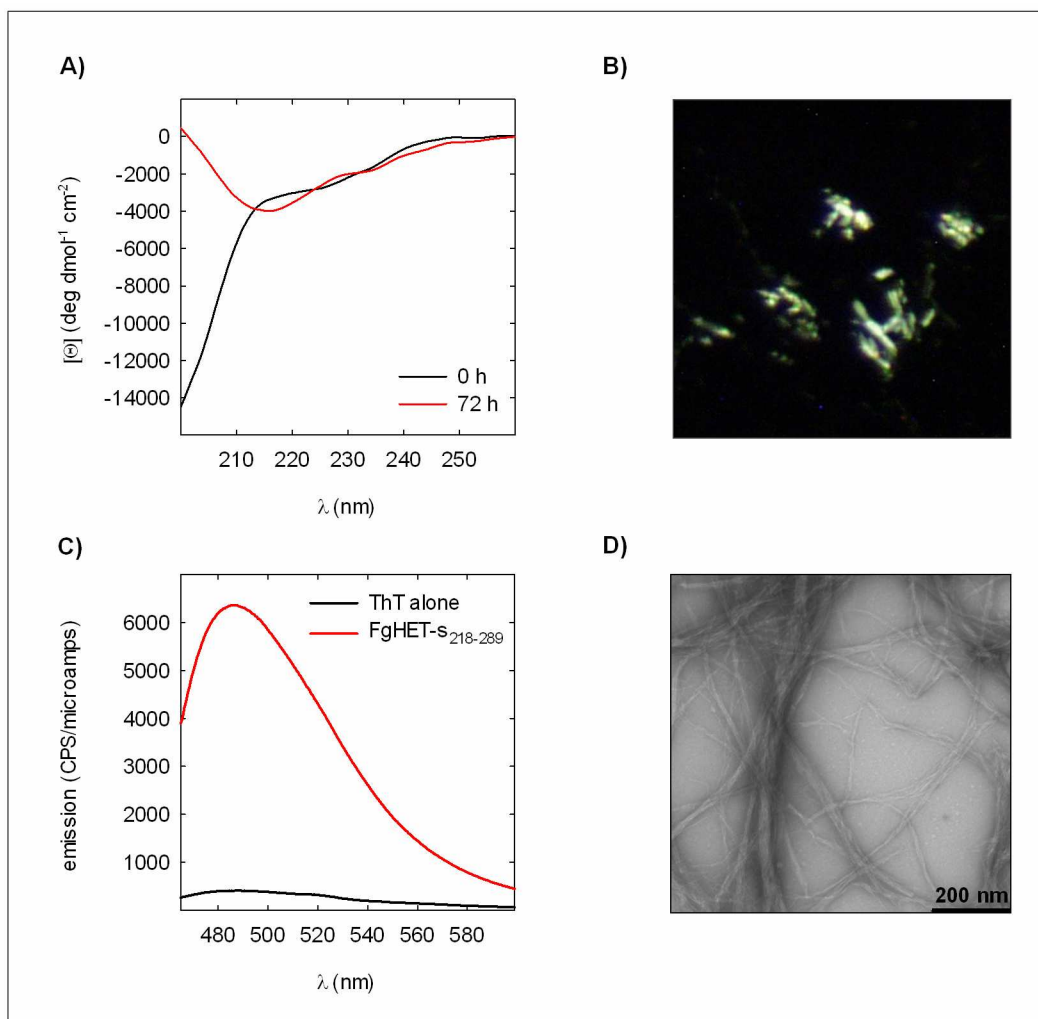 A)
B)
0
-2000
-4000
-6000
-8000
-10000
-12000
-14000
[Θ] (deg dmol⁻¹ cm⁻²)
0 h
72 h
210 220 230 240 250
λ (nm)
C)
D)
6000
5000
4000
3000
2000
1000
emission (CPS/microamps)
ThT alone
FgHET-s₂₁₈₋₂₈₉
480 500 520 540 560 580
λ (nm)
200 nm